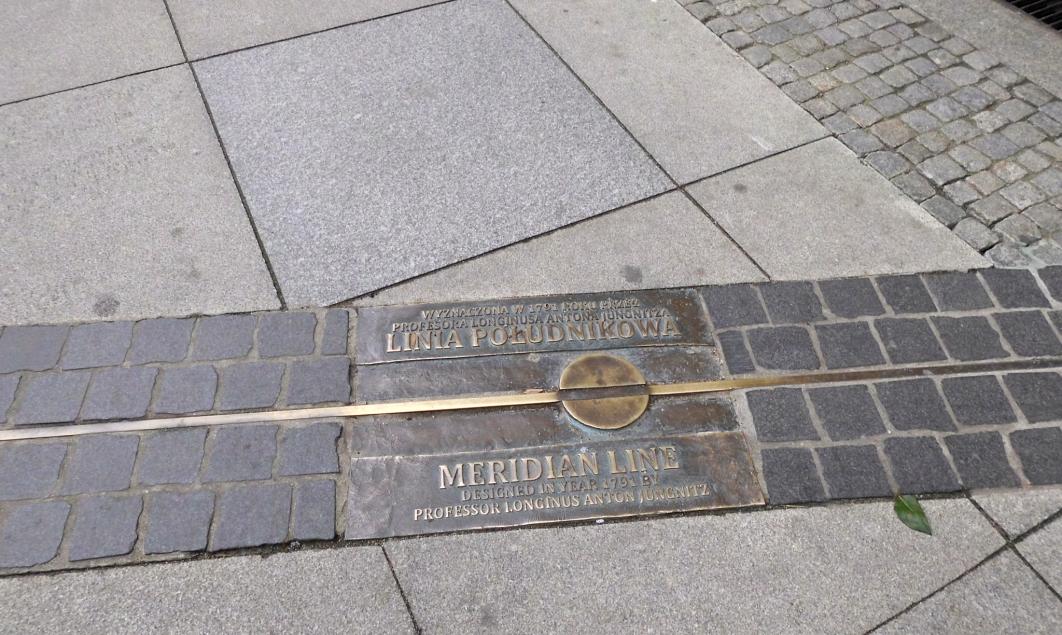 WYZNACZONA W 1791 ROKU PRZEZ
PROFESORA LONGINUSA ANTONA JUNGNITZA
LINIA POŁUDNIKOWA
MERIDIAN LINE
DESIGNED IN YEAR 1791 BY
PROFESSOR LONGINUS ANTON JUNGNITZ